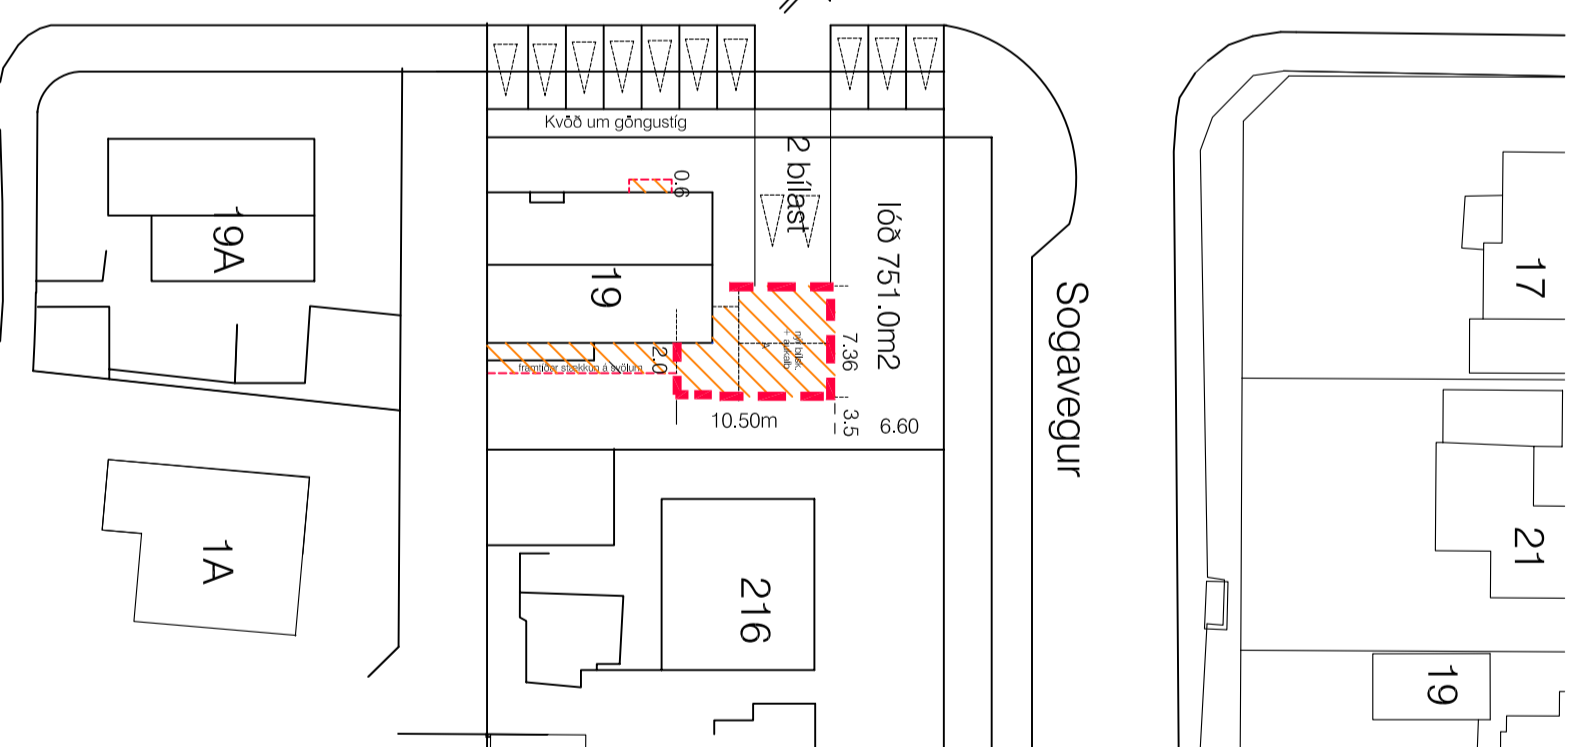 Kvöð um göngustíg
2 bílast
0.6
lóð 751.0m2
19A
19
17
Sogavegur
7.36
2.0
framtíðar stækkun á svölum
10.50m
3.5
6.60
1A
216
21
19